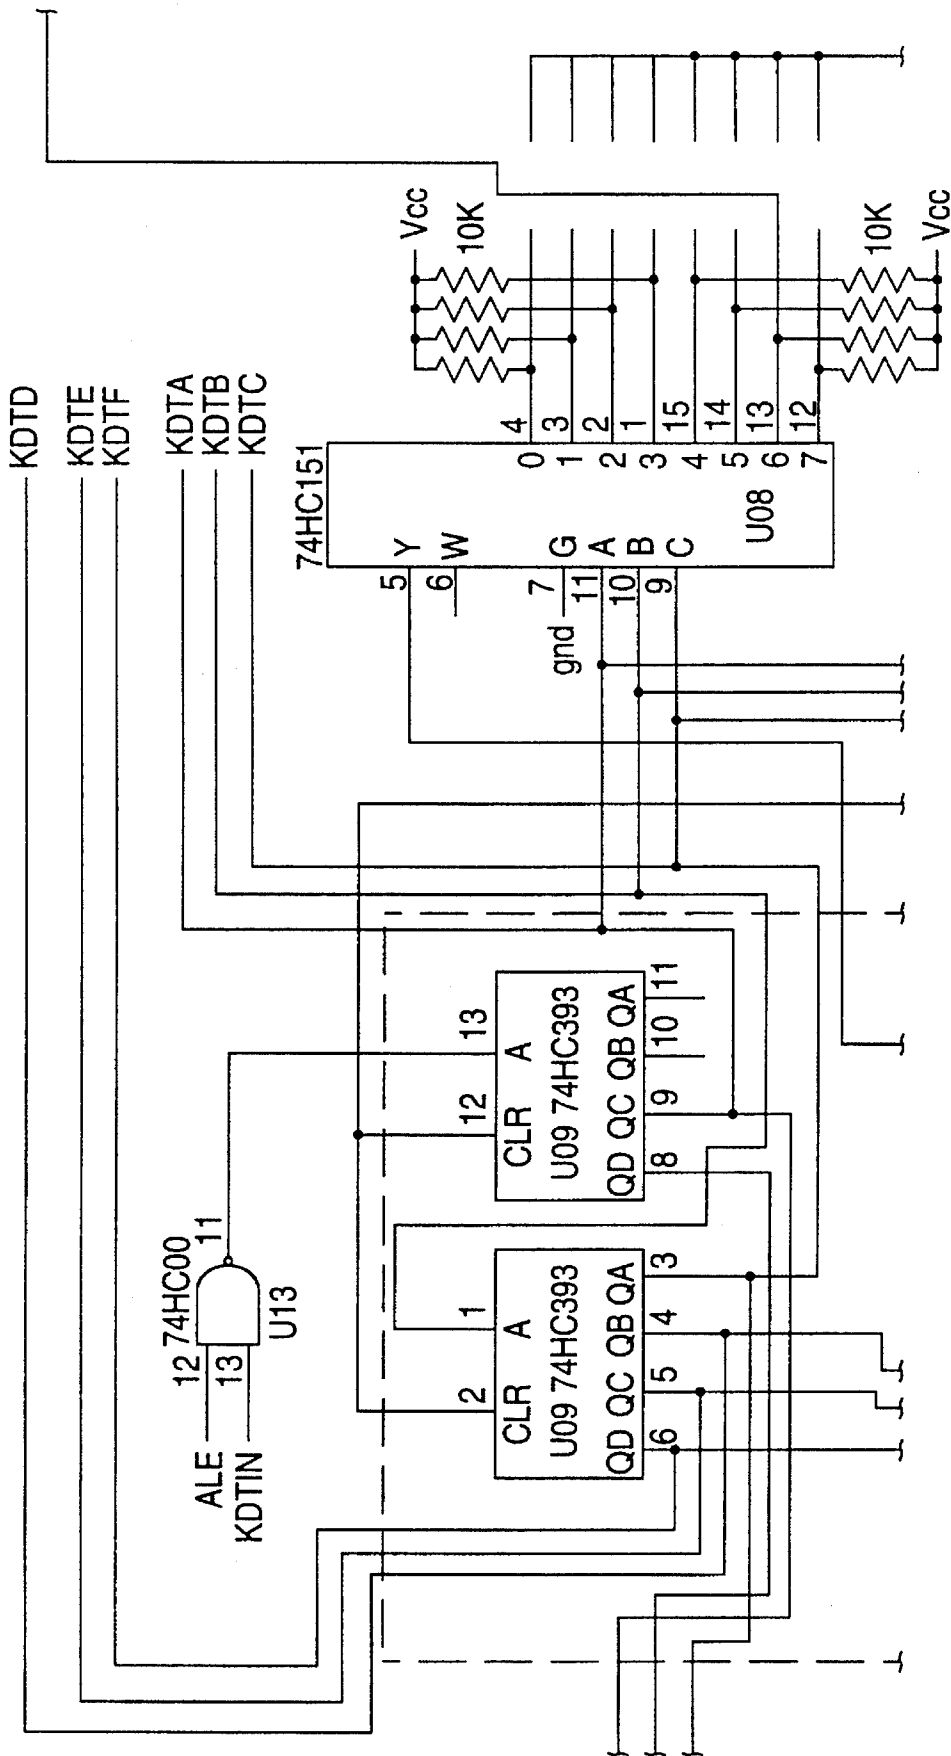 KDTD
KDTE
KDTF
KDTA
KDTB
KDTC
Vcc
10K
10K
Vcc
74HC151
5 Y
6 W
gnd 7 G
11 A
10 B
9 C
0 4
1 3
2 2
3 1
4 15
5 14
6 13
7 12
U08
ALE 12
KDTIN 13
74HC00
11
U13
2 1
CLR A
U09 74HC393
QD QC QB QA
6 5 4 3
12 13
CLR A
U09 74HC393
QD QC QB QA
8 9 10 11